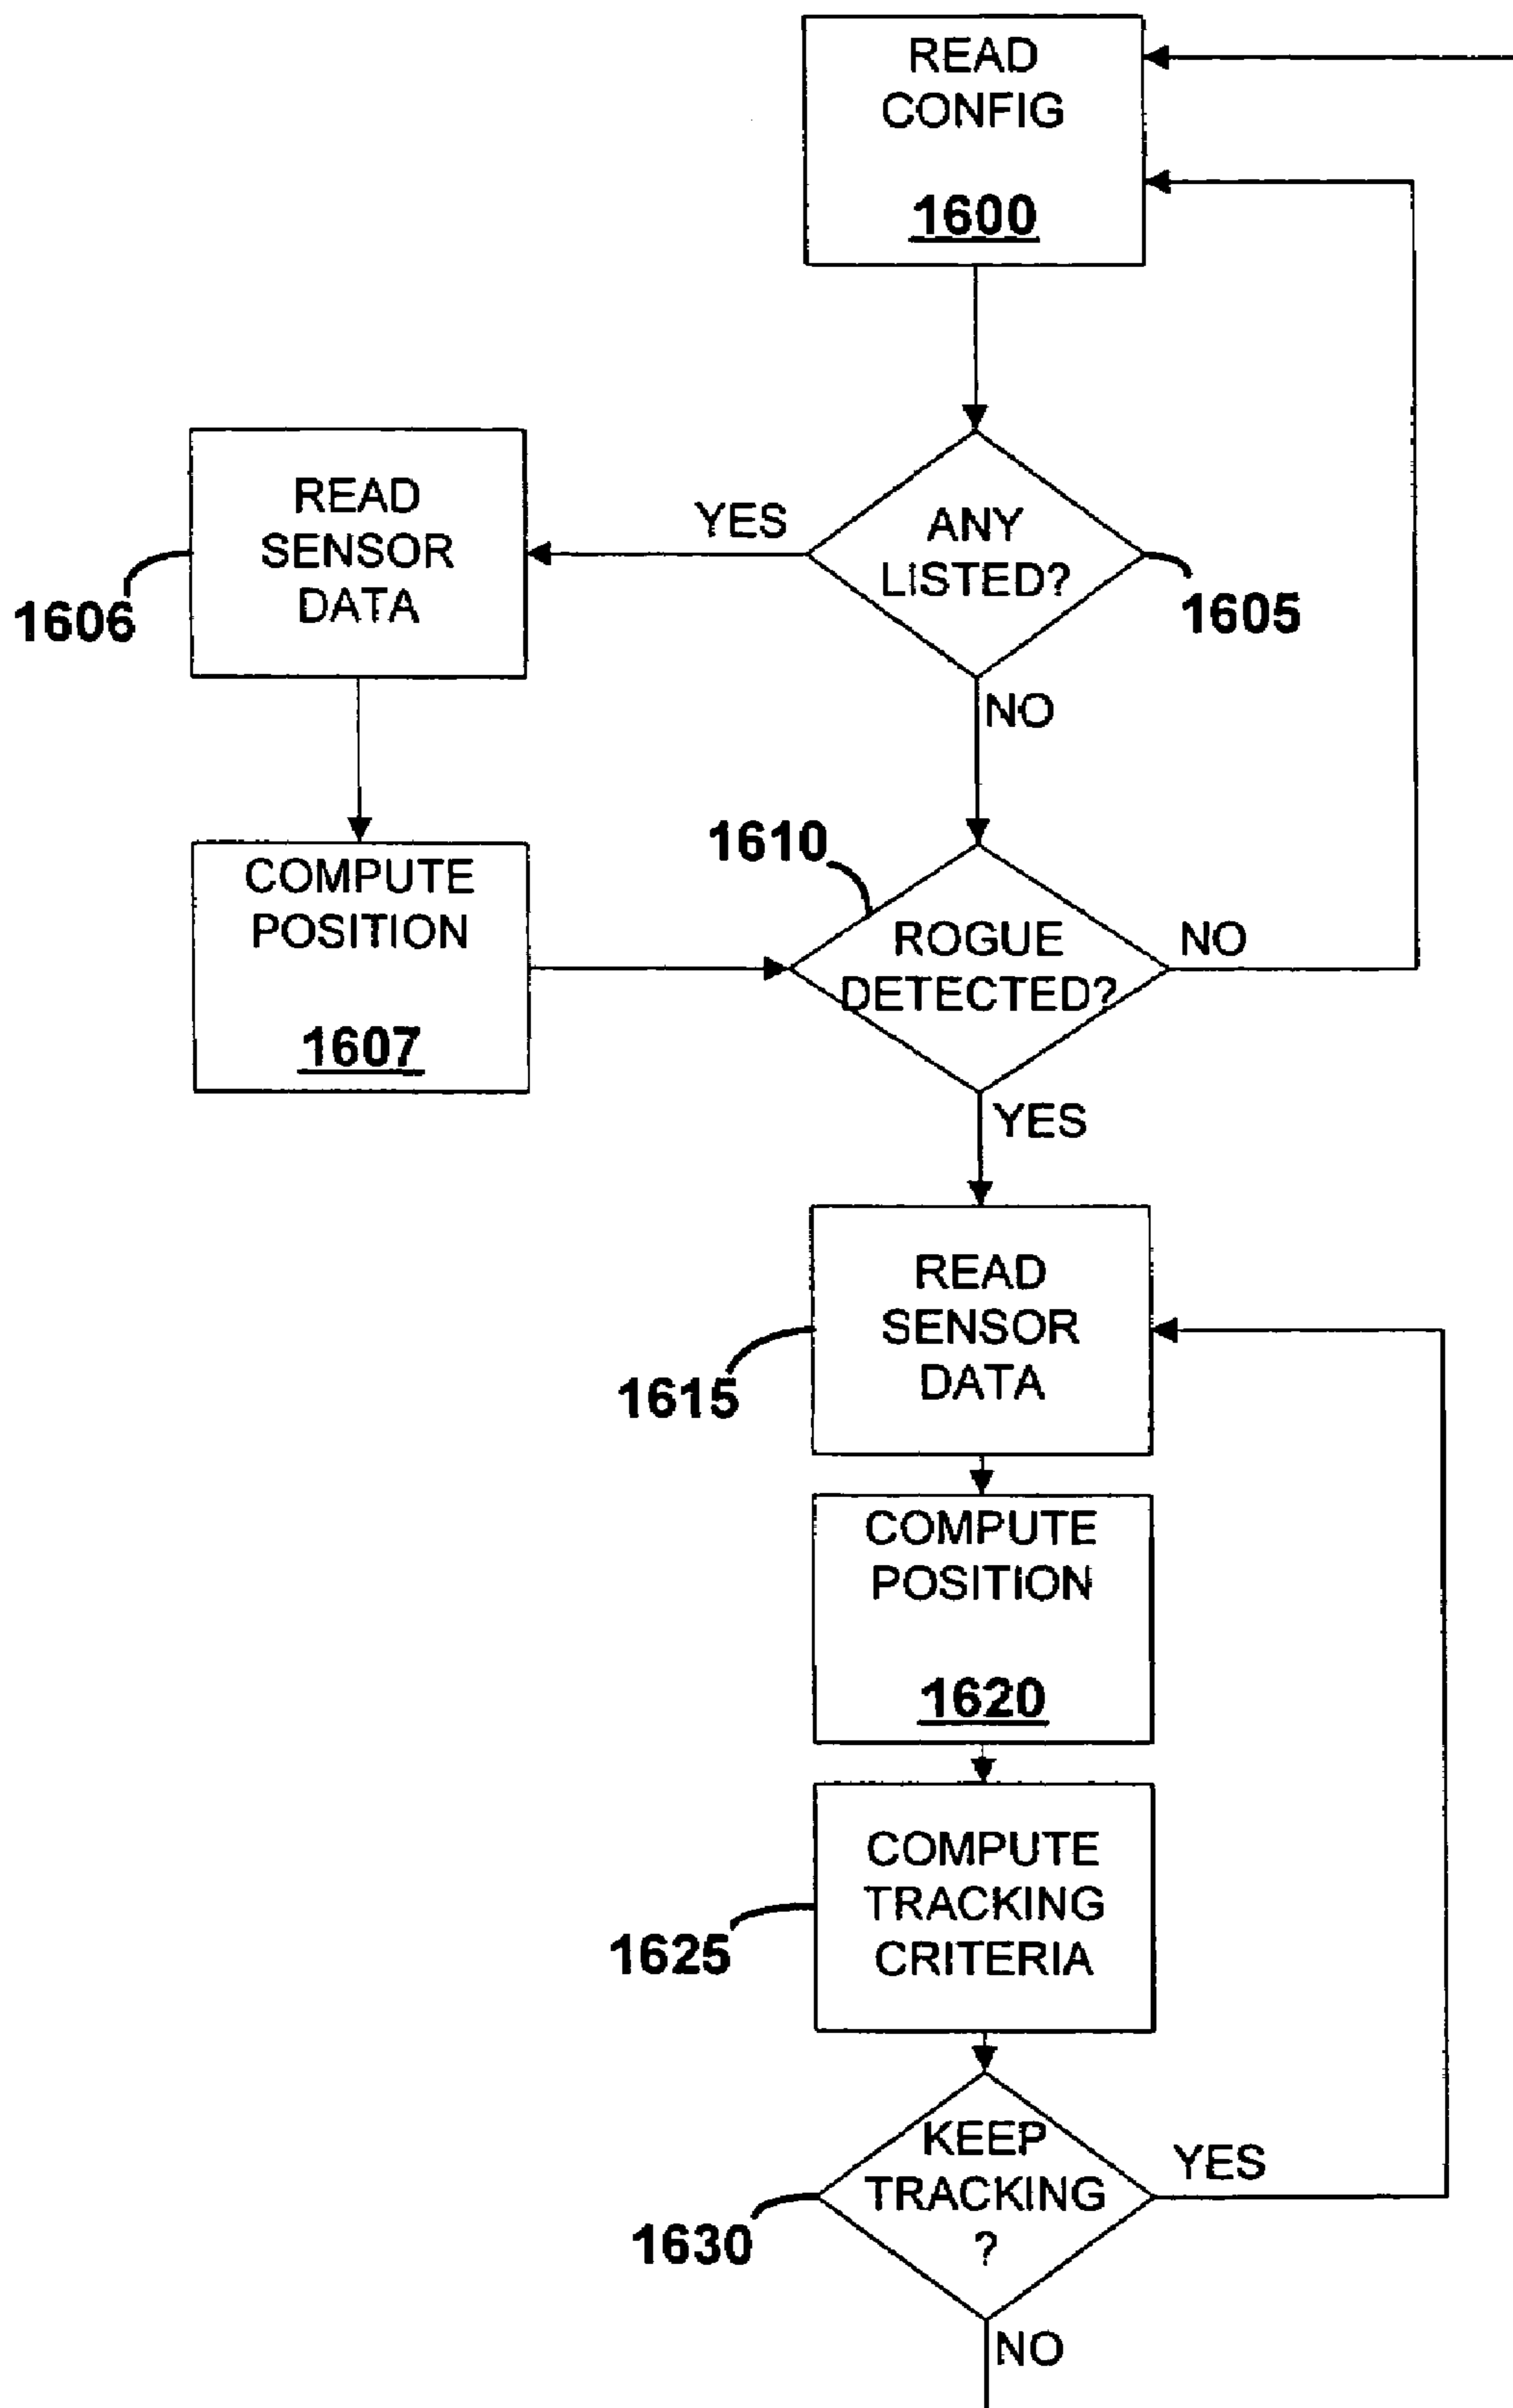 READ
CONFIG
1600
READ
SENSOR
DATA
1606
YES
ANY
LISTED?
1605
NO
COMPUTE
POSITION
1607
1610
ROGUE
DETECTED?
NO
YES
READ
SENSOR
DATA
1615
COMPUTE
POSITION
1620
COMPUTE
TRACKING
CRITERIA
1625
KEEP
TRACKING
?
YES
1630
NO